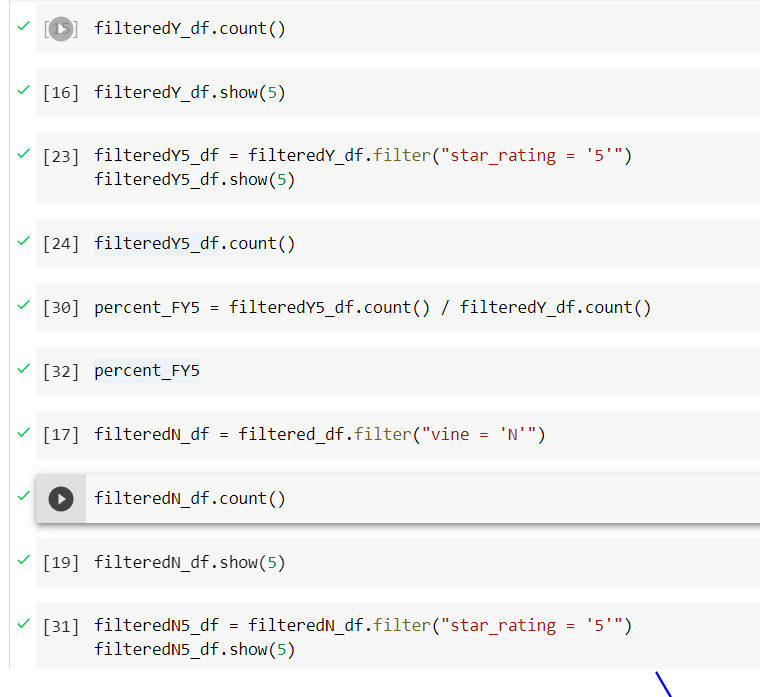 [15] filteredY_df.count()
[16] filteredY_df.show(5)
[23] filteredY5_df = filteredY_df.filter("star_rating = '5'")
filteredY5_df.show(5)
[24] filteredY5_df.count()
[30] percent_FY5 = filteredY5_df.count() / filteredY_df.count()
[32] percent_FY5
[17] filteredN_df = filtered_df.filter("vine = 'N'")
filteredN_df.count()
[19] filteredN_df.show(5)
[31] filteredN5_df = filteredN_df.filter("star_rating = '5'")
filteredN5_df.show(5)